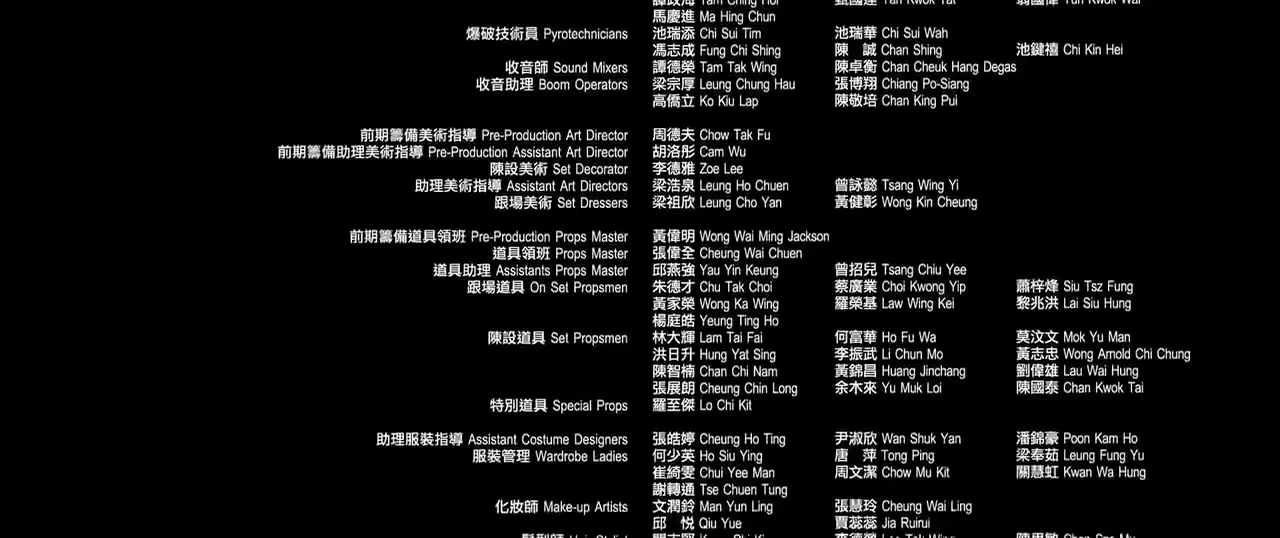 譚政海 Tam Ching Hoi 甄國達 Yan Kwok Tat 翁國偉 Yun Kwok Wai
馬慶進 Ma Hing Chun
爆破技術員 Pyrotechnicians 池瑞添 Chi Sui Tim 池瑞華 Chi Sui Wah
馮志成 Fung Chi Shing 陳　誠 Chan Shing 池鍵禧 Chi Kin Hei
收音師 Sound Mixers 譚德榮 Tam Tak Wing 陳卓衡 Chan Cheuk Hang Degas
收音助理 Boom Operators 梁宗厚 Leung Chung Hau 張博翔 Chiang Po-Siang
高僑立 Ko Kiu Lap 陳敬培 Chan King Pui
前期籌備美術指導 Pre-Production Art Director 周德夫 Chow Tak Fu
前期籌備助理美術指導 Pre-Production Assistant Art Director 胡洛彤 Cam Wu
陳設美術 Set Decorator 李德雅 Zoe Lee
助理美術指導 Assistant Art Directors 梁浩泉 Leung Ho Chuen 曾詠懿 Tsang Wing Yi
跟場美術 Set Dressers 梁祖欣 Leung Cho Yan 黃健彰 Wong Kin Cheung
前期籌備道具領班 Pre-Production Props Master 黃偉明 Wong Wai Ming Jackson
道具領班 Props Master 張偉全 Cheung Wai Chuen
道具助理 Assistants Props Master 邱燕強 Yau Yin Keung 曾招兒 Tsang Chiu Yee
跟場道具 On Set Propsmen 朱德才 Chu Tak Choi 蔡廣業 Choi Kwong Yip 蕭梓烽 Siu Tsz Fung
黃家榮 Wong Ka Wing 羅榮基 Law Wing Kei 黎兆洪 Lai Siu Hung
楊庭皓 Yeung Ting Ho
陳設道具 Set Propsmen 林大輝 Lam Tai Fai 何富華 Ho Fu Wa 莫汶文 Mok Yu Man
洪日升 Hung Yat Sing 李振武 Li Chun Mo 黃志忠 Wong Arnold Chi Chung
陳智楠 Chan Chi Nam 黃錦昌 Huang Jinchang 劉偉雄 Lau Wai Hung
張展朗 Cheung Chin Long 余木來 Yu Muk Loi 陳國泰 Chan Kwok Tai
特別道具 Special Props 羅至傑 Lo Chi Kit
助理服裝指導 Assistant Costume Designers 張皓婷 Cheung Ho Ting 尹淑欣 Wan Shuk Yan 潘錦豪 Poon Kam Ho
服裝管理 Wardrobe Ladies 何少英 Ho Siu Ying 唐　萍 Tong Ping 梁奉茹 Leung Fung Yu
崔綺雯 Chui Yee Man 周文潔 Chow Mu Kit 關慧虹 Kwan Wa Hung
謝轉通 Tse Chuen Tung
化妝師 Make-up Artists 文潤鈴 Man Yun Ling 張慧玲 Cheung Wai Ling
邱　悦 Qiu Yue 賈蕊蕊 Jia Ruirui